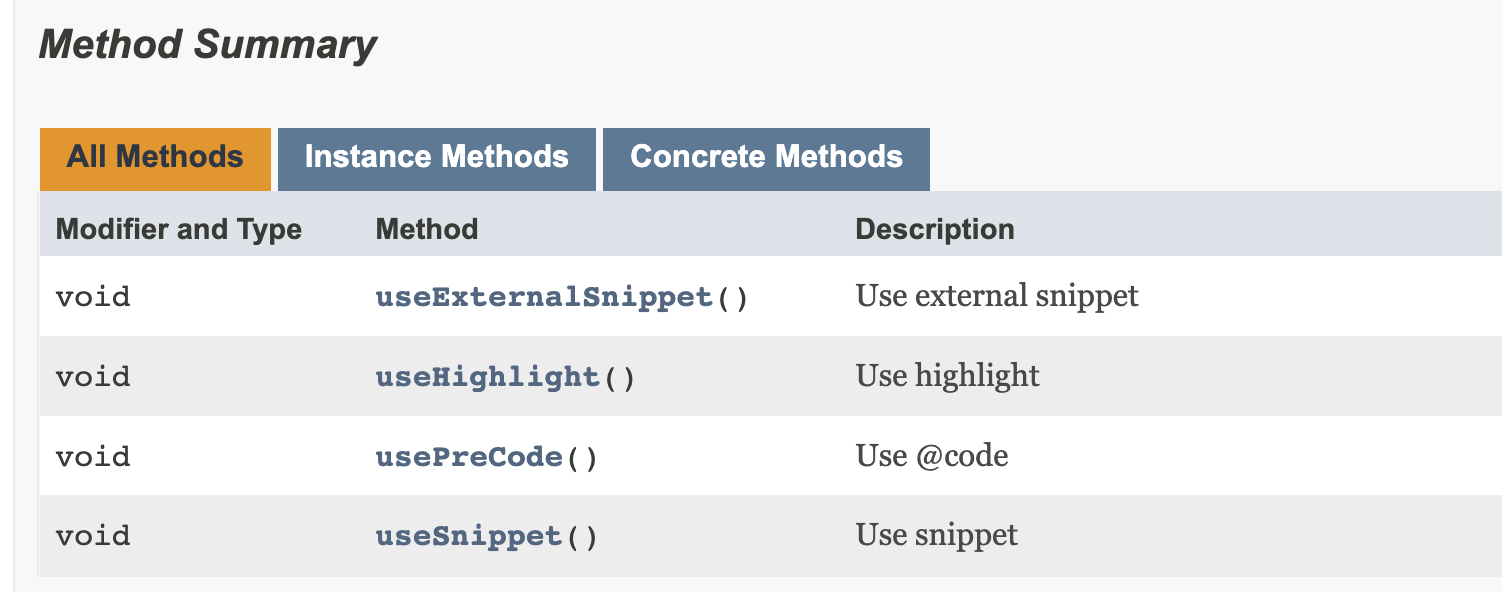 Method Summary
All Methods Instance Methods Concrete Methods
Modifier and Type Method Description
void useExternalSnippet() Use external snippet
void useHighlight() Use highlight
void usePreCode() Use @code
void useSnippet() Use snippet